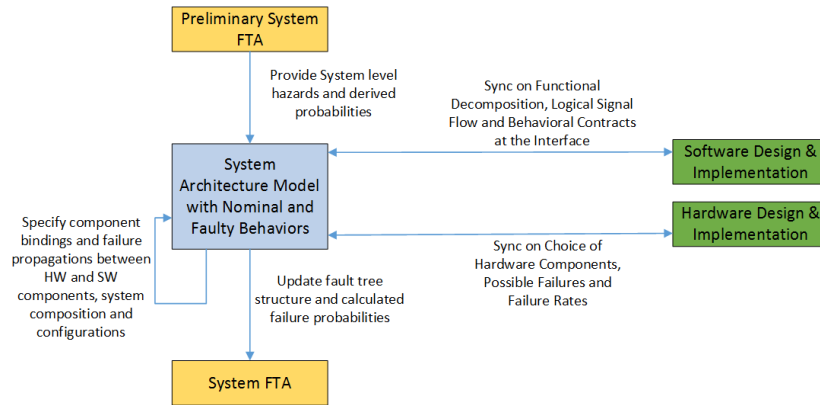 Preliminary System
FTA
Provide System level
hazards and derived
probabilities
Sync on Functional
Decomposition, Logical Signal
Flow and Behavioral Contracts
at the Interface
System
Architecture Model
with Nominal and
Faulty Behaviors
Software Design &
Implementation
Hardware Design &
Implementation
Specify component
bindings and failure
propagations between
HW and SW
components, system
composition and
configurations
Sync on Choice of
Hardware Components,
Possible Failures and
Failure Rates
Update fault tree
structure and calculated
failure probabilities
System FTA